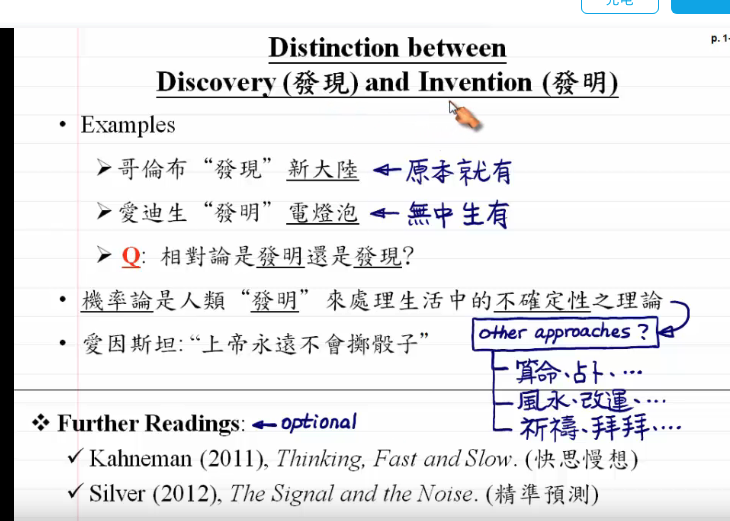 充电
p. 1-
Distinction between
Discovery (發現) and Invention (發明)
• Examples
➢ 哥倫布 “發現” 新大陸 ← 原本就有
➢ 愛迪生 “發明” 電燈泡 ← 無中生有
➢ Q: 相對論是發明還是發現?
• 機率論是人類 “發明” 來處理生活中的不確定性之理論
• 愛因斯坦: “上帝永遠不會擲骰子”
other approaches ?
算命、占卜、…
風水、改運、…
祈禱、拜拜、…
❖ Further Readings: ← optional
✓ Kahneman (2011), Thinking, Fast and Slow. (快思慢想)
✓ Silver (2012), The Signal and the Noise. (精準預測)